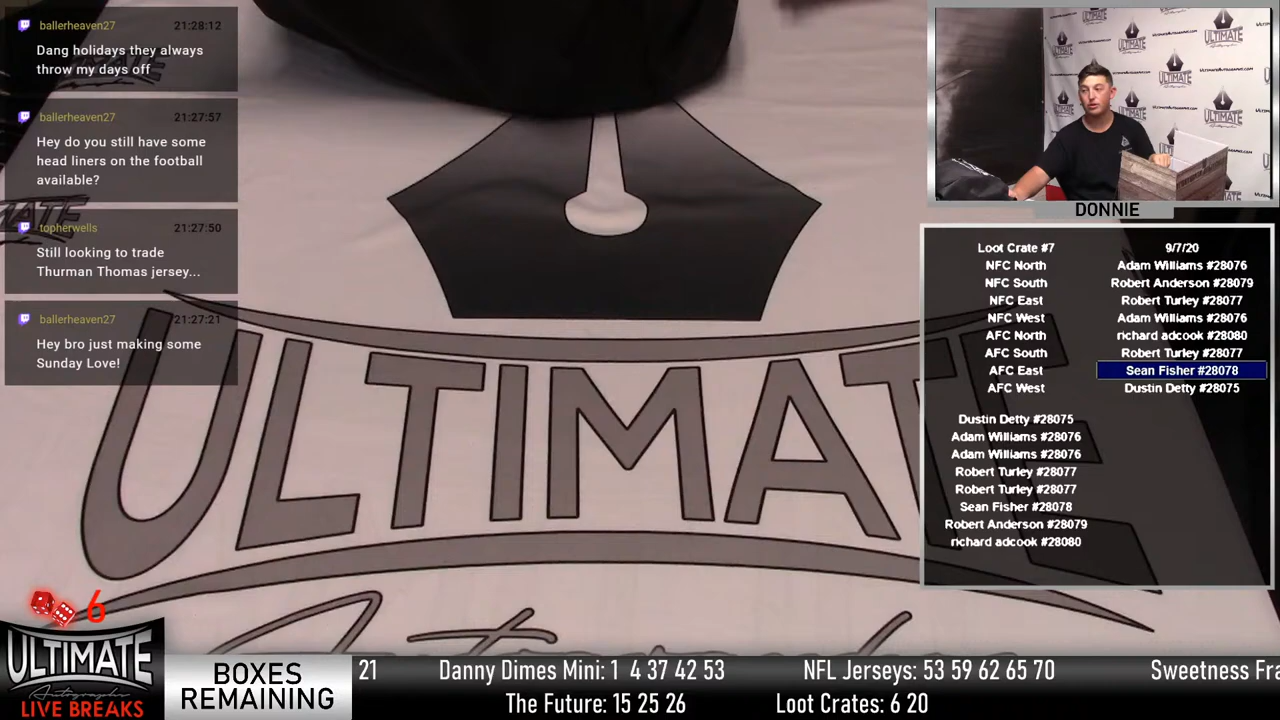 ballerheaven27 21:28:12
Dang holidays they always
throw my days off
ballerheaven27 21:27:57
Hey do you still have some
head liners on the football
available?
topherwells 21:27:50
Still looking to trade
Thurman Thomas jersey...
ballerheaven27 21:27:21
Hey bro just making some
Sunday Love!
ULTIMATE
ULTIMATE
DONNIE
Loot Crate #7 9/7/20
NFC North Adam Williams #28076
NFC South Robert Anderson #28079
NFC East Robert Turley #28077
NFC West Adam Williams #28076
AFC North richard adcook #28080
AFC South Robert Turley #28077
AFC East Sean Fisher #28078
AFC West Dustin Detty #28075
Dustin Detty #28075
Adam Williams #28076
Adam Williams #28076
Robert Turley #28077
Robert Turley #28077
Sean Fisher #28078
Robert Anderson #28079
richard adcook #28080
6
ULTIMATE
Autographs
LIVE BREAKS
BOXES
REMAINING
21 Danny Dimes Mini: 1 4 37 42 53 NFL Jerseys: 53 59 62 65 70 Sweetness Fra
The Future: 15 25 26 Loot Crates: 6 20